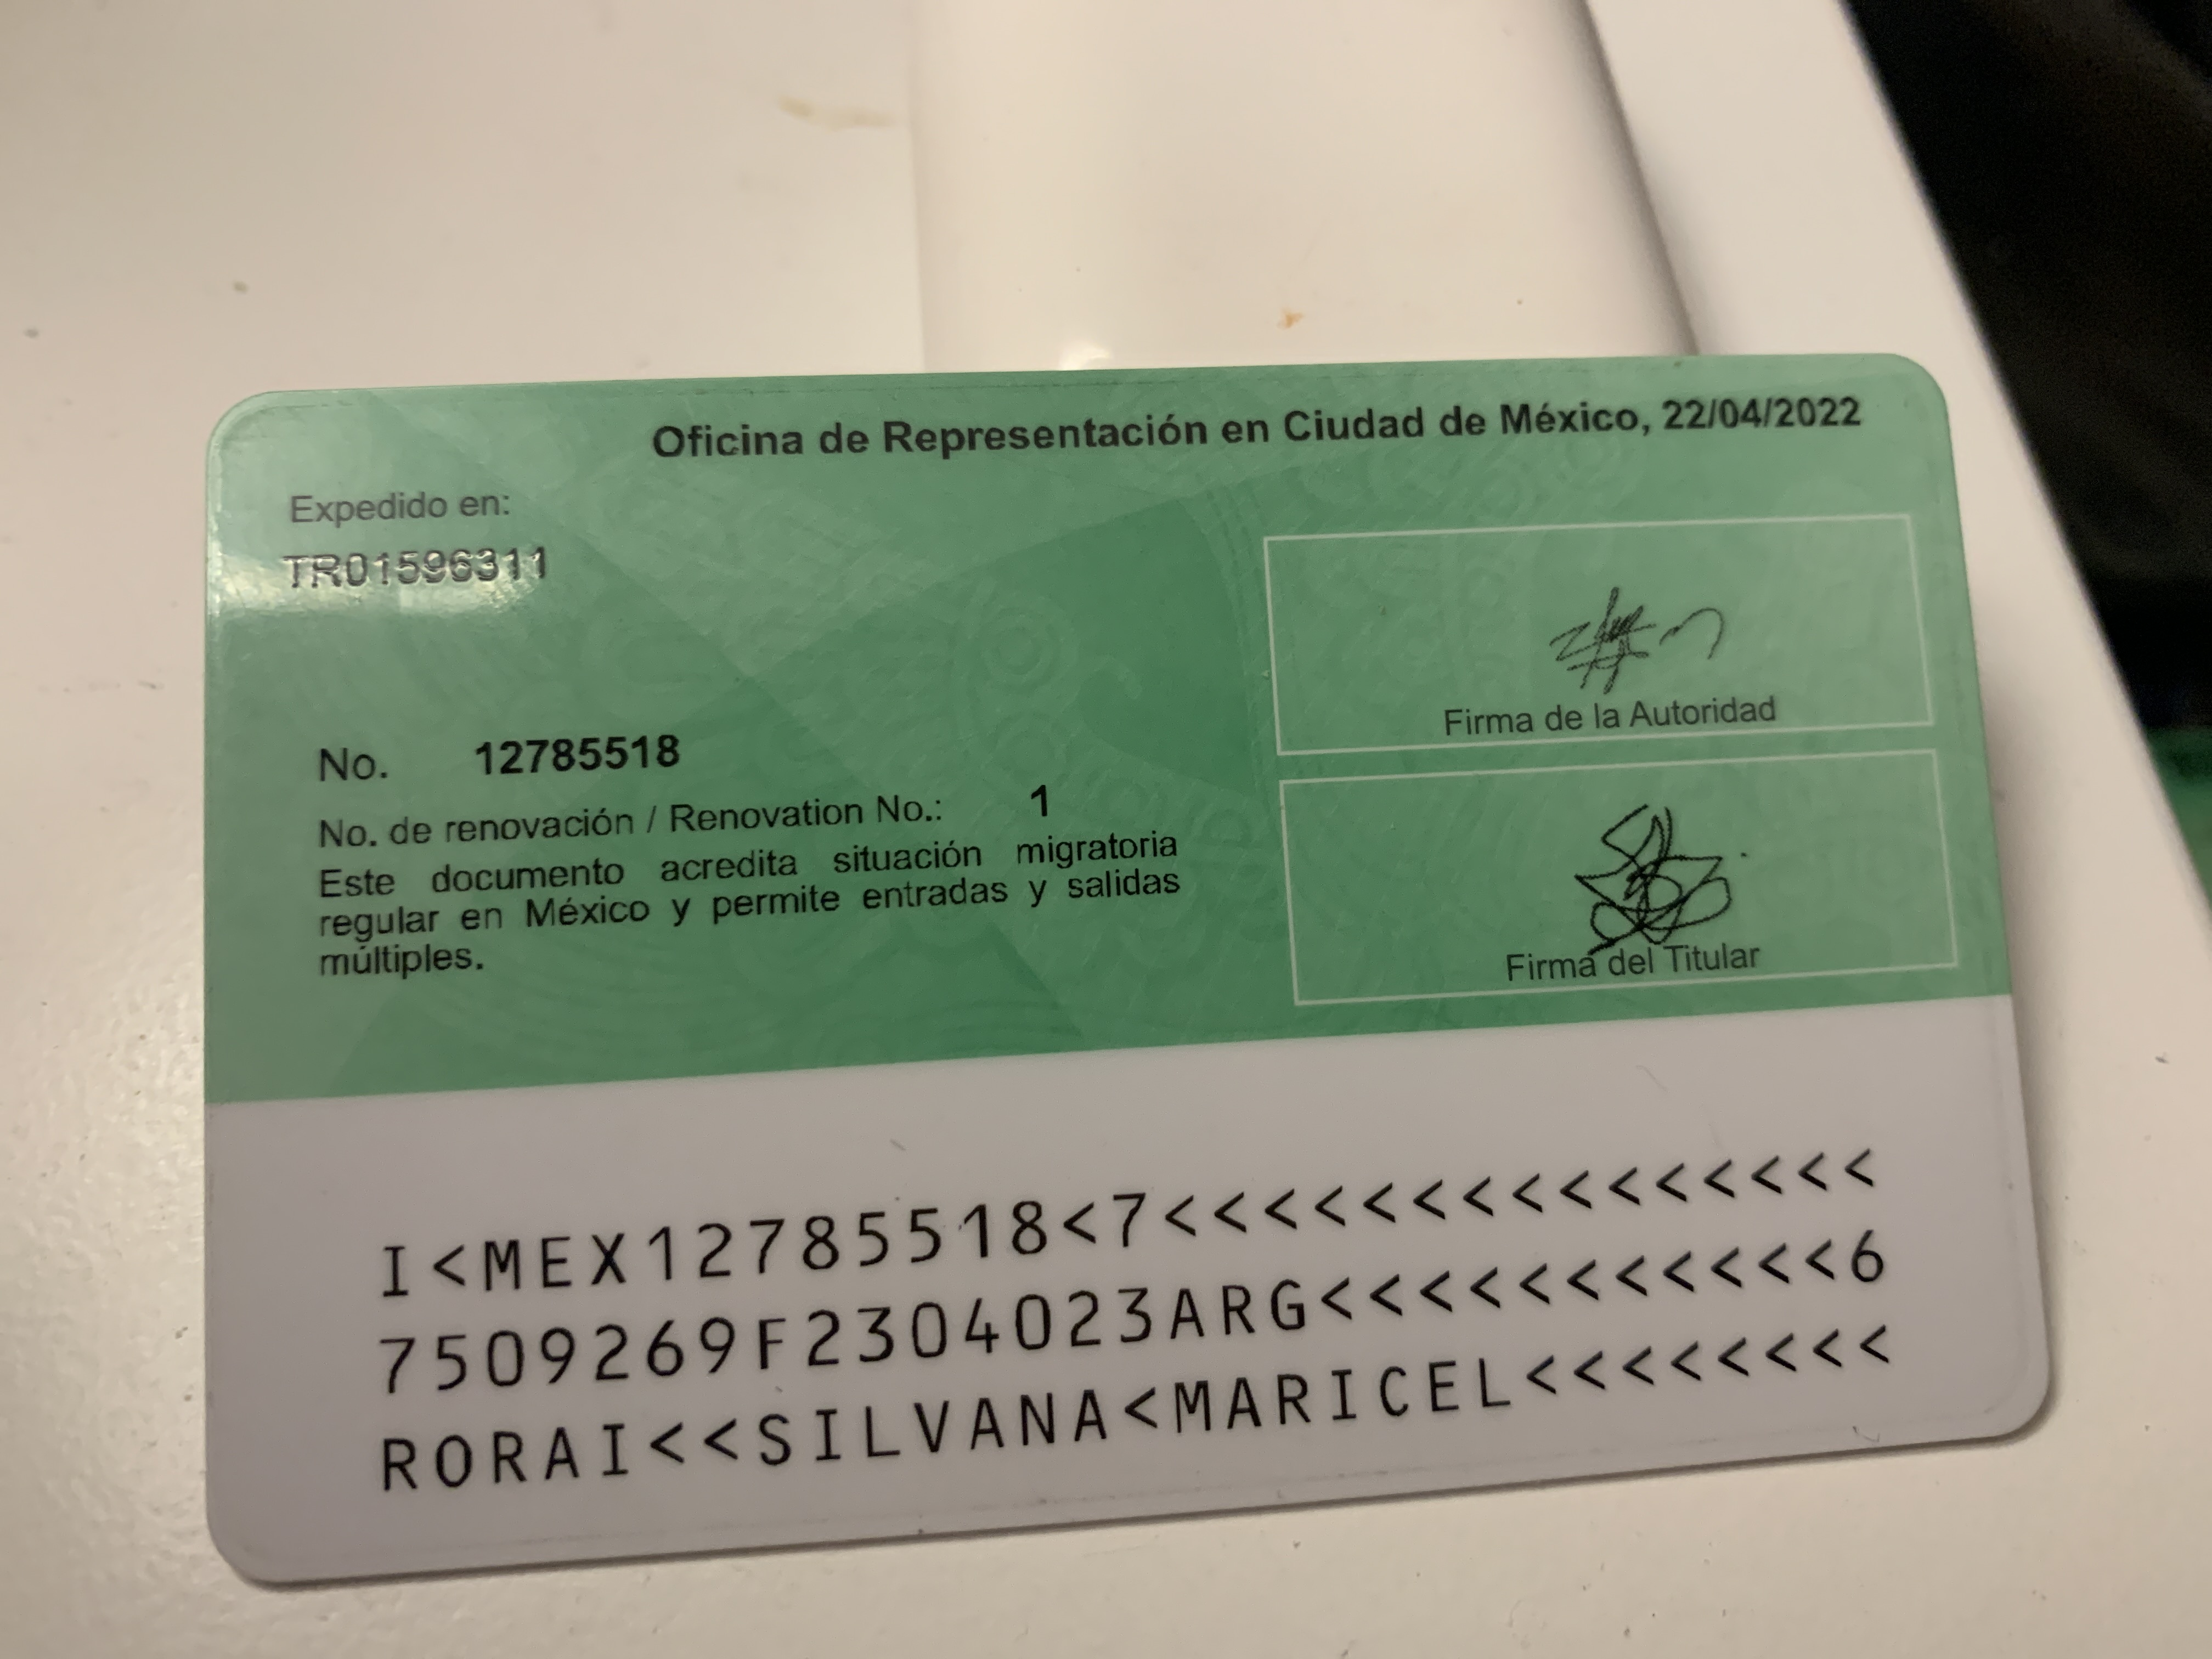 Oficina de Representación en Ciudad de México, 22/04/2022
Expedido en:
TR01596311
Firma de la Autoridad
No. 12785518
No. de renovación / Renovation No.: 1
Este documento acredita situación migratoria
regular en México y permite entradas y salidas
múltiples.
Firma del Titular
I<MEX12785518<7<<<<<<<<<<<<<<<
7509269F2304023ARG<<<<<<<<<<<6
RORAI<<SILVANA<MARICEL<<<<<<<<